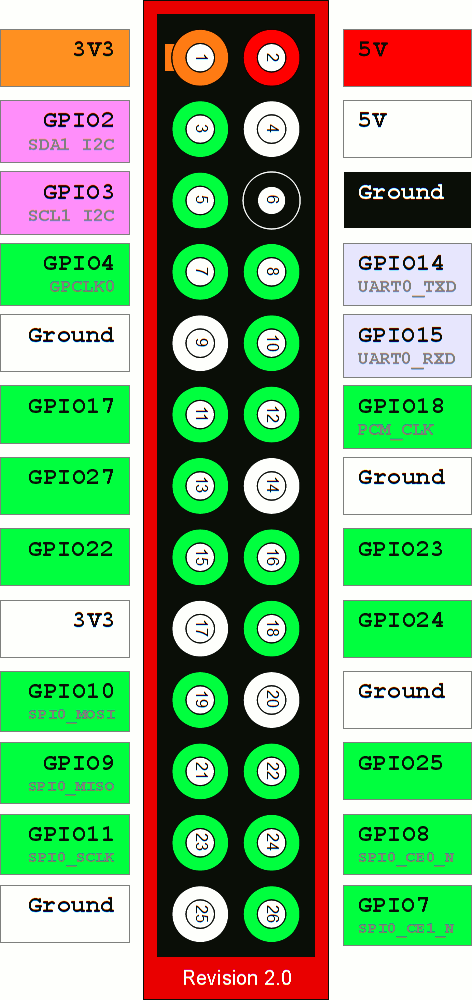 3V3 1 2 5V
GPIO2 3 4 5V
SDA1 I2C
GPIO3 5 6 Ground
SCL1 I2C
GPIO4 7 8 GPIO14
GPCLK0 UART0_TXD
Ground 9 10 GPIO15
UART0_RXD
GPIO17 11 12 GPIO18
PCM_CLK
GPIO27 13 14 Ground
GPIO22 15 16 GPIO23
3V3 17 18 GPIO24
GPIO10 19 20 Ground
SPI0_MOSI
GPIO9 21 22 GPIO25
SPI0_MISO
GPIO11 23 24 GPIO8
SPI0_SCLK SPI0_CE0_N
Ground 25 26 GPIO7
SPI0_CE1_N
Revision 2.0